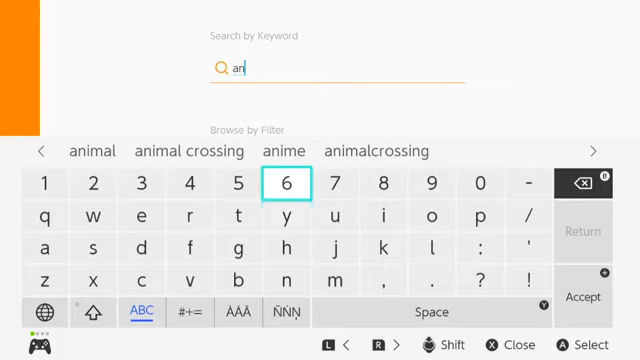 Search by Keyword
an
Browse by Filter
animal animal crossing anime animalcrossing
1 2 3 4 5 6 7 8 9 0 - B
q w e r t y u i o p / Return
a s d f g h j k l : '
z x c v b n m , . ? ! + Accept
ABC #+= ÀÁÂ ÑŃŅ Space Y
L R Shift X Close A Select